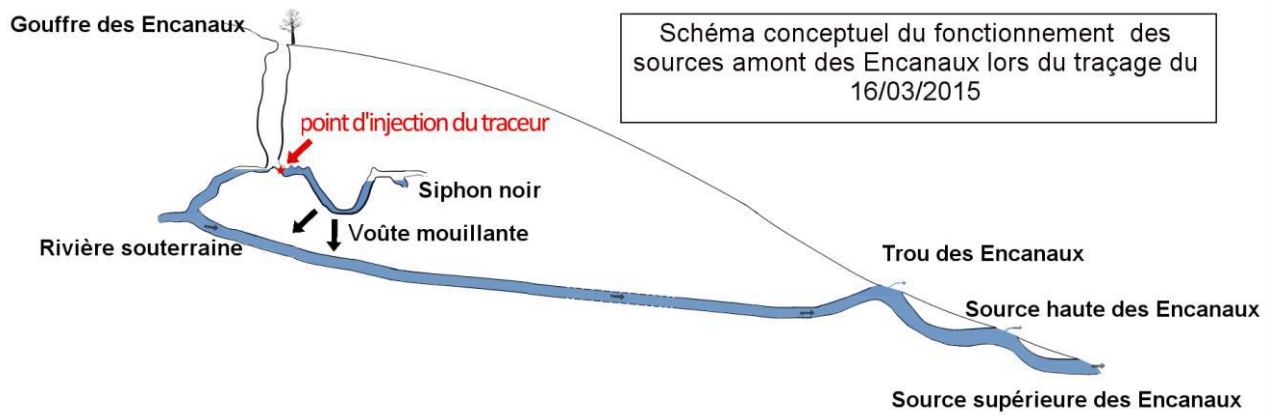 Gouffre des Encanaux
Schéma conceptuel du fonctionnement des
sources amont des Encanaux lors du traçage du
16/03/2015
point d'injection du traceur
Siphon noir
Voûte mouillante
Rivière souterraine
Trou des Encanaux
Source haute des Encanaux
Source supérieure des Encanaux